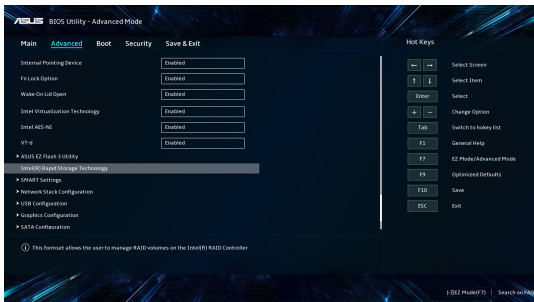 ASUS BIOS Utility - Advanced Mode
Main Advanced Boot Security Save & Exit
Internal Pointing Device Enabled
Fn Lock Option Enabled
Wake On Lid Open Enabled
Intel Virtualization Technology Enabled
Intel AES-NI Enabled
VT-d Enabled
ASUS EZ Flash 3 Utility
Intel(R) Rapid Storage Technology
SMART Settings
Network Stack Configuration
USB Configuration
Graphics Configuration
SATA Configuration
This formset allows the user to manage RAID volumes on the Intel(R) RAID Controller
Hot Keys
← → Select Screen
↑ ↓ Select Item
Enter Select
+ - Change Option
Tab Switch to hokey list
F1 General Help
F7 EZ Mode/Advanced Mode
F9 Optimized Defaults
F10 Save
ESC Exit
EZ Mode(F7) | Search on FAQ